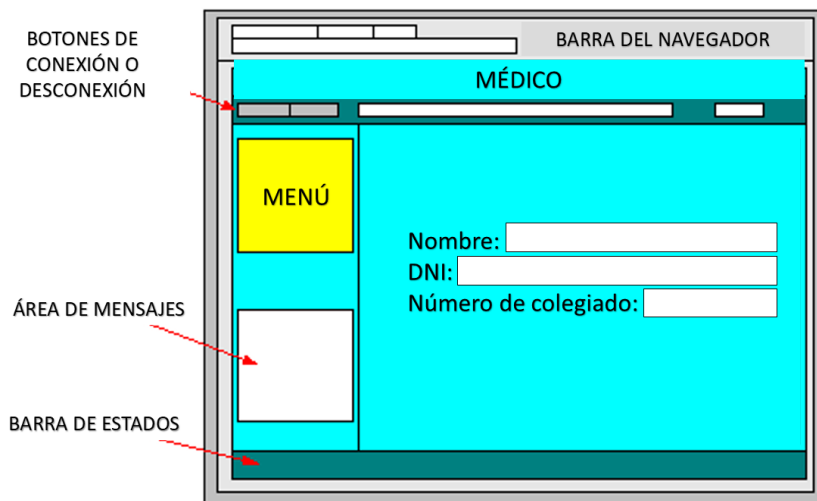 BOTONES DE
CONEXIÓN O
DESCONEXIÓN
BARRA DEL NAVEGADOR
MÉDICO
MENÚ
Nombre:
DNI:
Número de colegiado:
ÁREA DE MENSAJES
BARRA DE ESTADOS